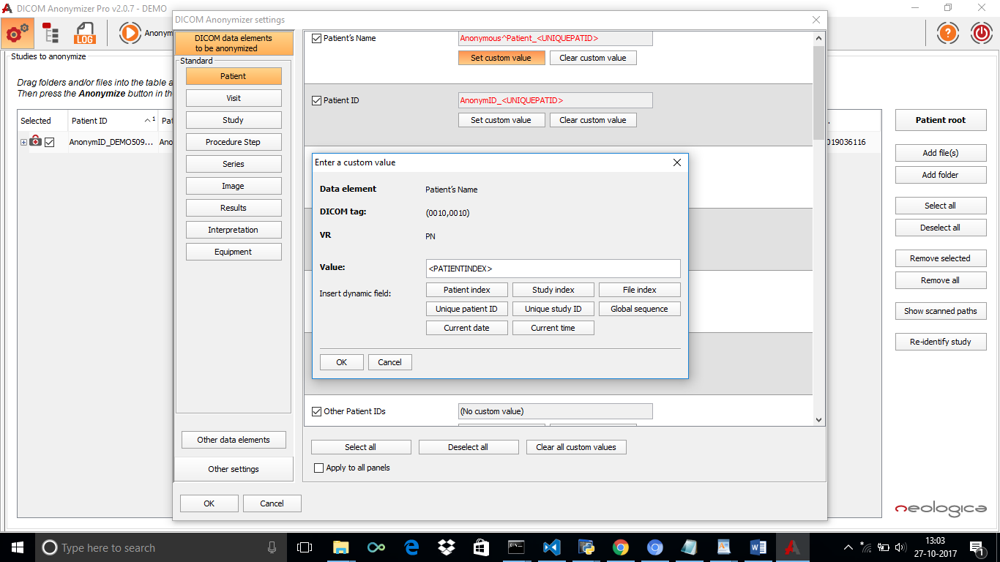 DICOM Anonymizer Pro v2.0.7 - DEMO
DICOM Anonymizer settings
LOG
Anonym
Studies to anonymize
Drag folders and/or files into the table a
Then press the Anonymize button in th
Selected
Patient ID
1
Pat
AnonymID_DEMO509...
Ano
DICOM data elements
to be anonymized
Standard
Patient
Visit
Study
Procedure Step
Series
Image
Results
Interpretation
Equipment
Other data elements
Other settings
OK
Cancel
Patient's Name
Anonymous^Patient_<UNIQUEPATID>
Set custom value
Clear custom value
Patient ID
AnonymID_<UNIQUEPATID>
Set custom value
Clear custom value
Enter a custom value
Data element
Patient's Name
DICOM tag:
(0010,0010)
VR
PN
Value:
<PATIENTINDEX>
Insert dynamic field:
Patient index
Study index
File index
Unique patient ID
Unique study ID
Global sequence
Current date
Current time
OK
Cancel
Other Patient IDs
(No custom value)
Select all
Deselect all
Clear all custom values
Apply to all panels
019036116
Patient root
Add file(s)
Add folder
Select all
Deselect all
Remove selected
Remove all
Show scanned paths
Re-identify study
neologica
Type here to search
13:03
27-10-2017
1